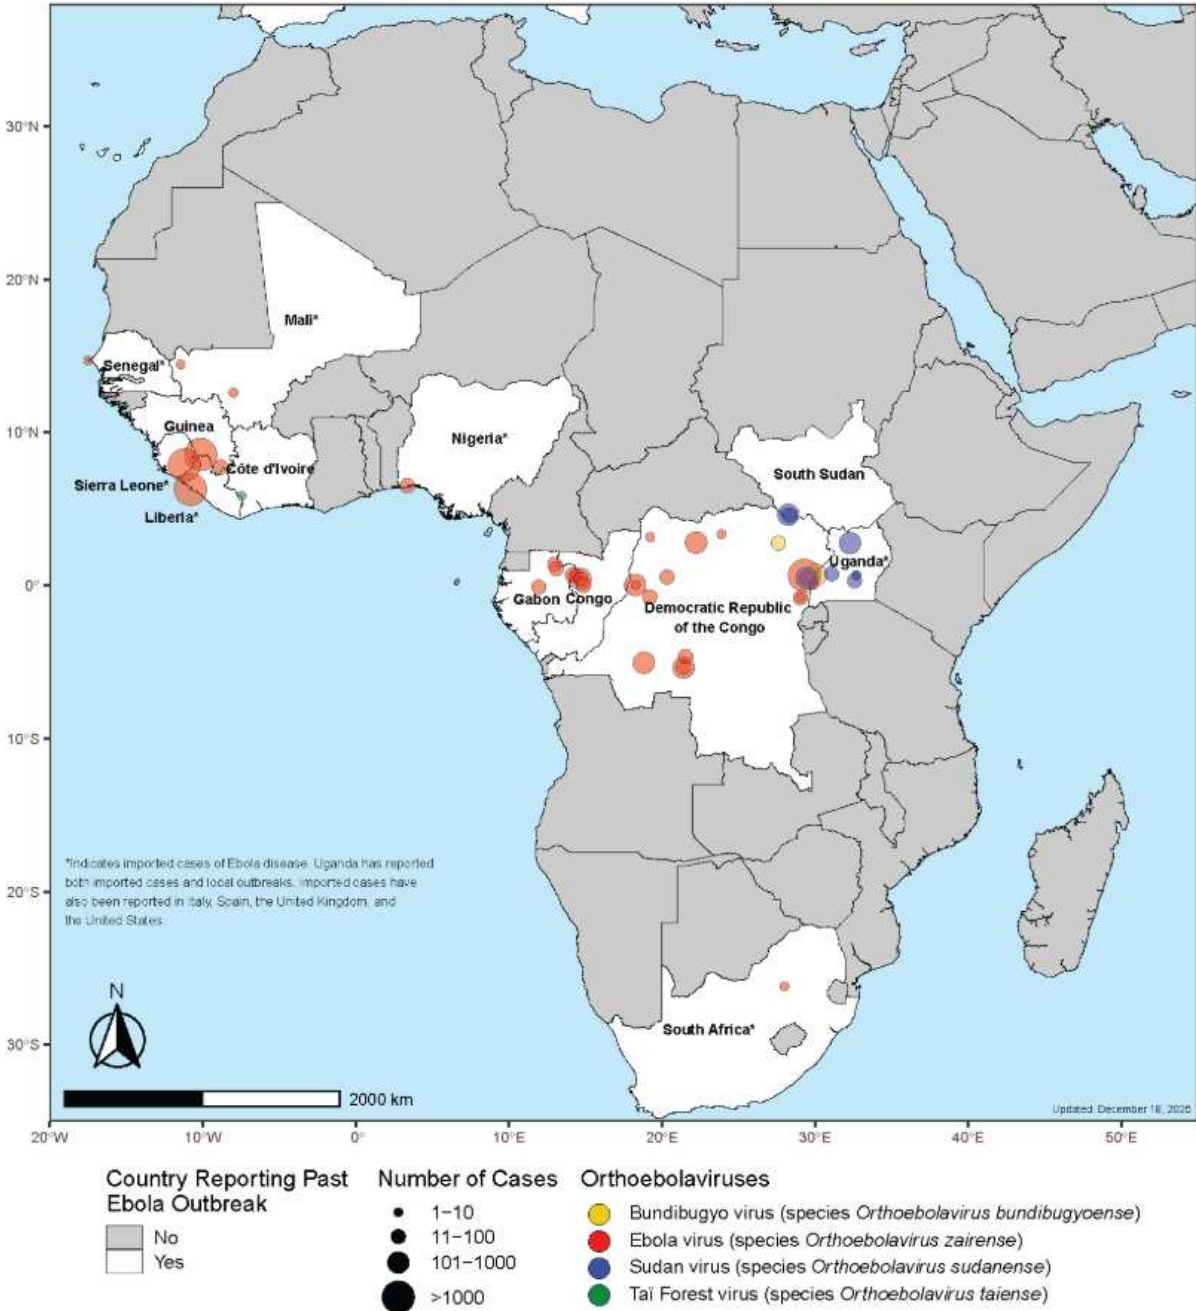 30°N
20°N
Mali*
Senegal*
10°N
Guinea
Nigeria*
Côte d'Ivoire
South Sudan
Sierra Leone*
Liberia*
Uganda*
0°
Gabon Congo
Democratic Republic
of the Congo
10°S
*Indicates imported cases of Ebola disease. Uganda has reported
both imported cases and local outbreaks. Imported cases have
also been reported in Italy, Spain, the United Kingdom, and
the United States.
20°S
N
South Africa*
30°S
2000 km
Updated: December 18, 2025
20°W 10°W 0° 10°E 20°E 30°E 40°E 50°E
Country Reporting Past
Ebola Outbreak
No
Yes
Number of Cases
1–10
11–100
101–1000
>1000
Orthoebolaviruses
Bundibugyo virus (species Orthoebolavirus bundibugyoense)
Ebola virus (species Orthoebolavirus zairense)
Sudan virus (species Orthoebolavirus sudanense)
Taï Forest virus (species Orthoebolavirus taiense)